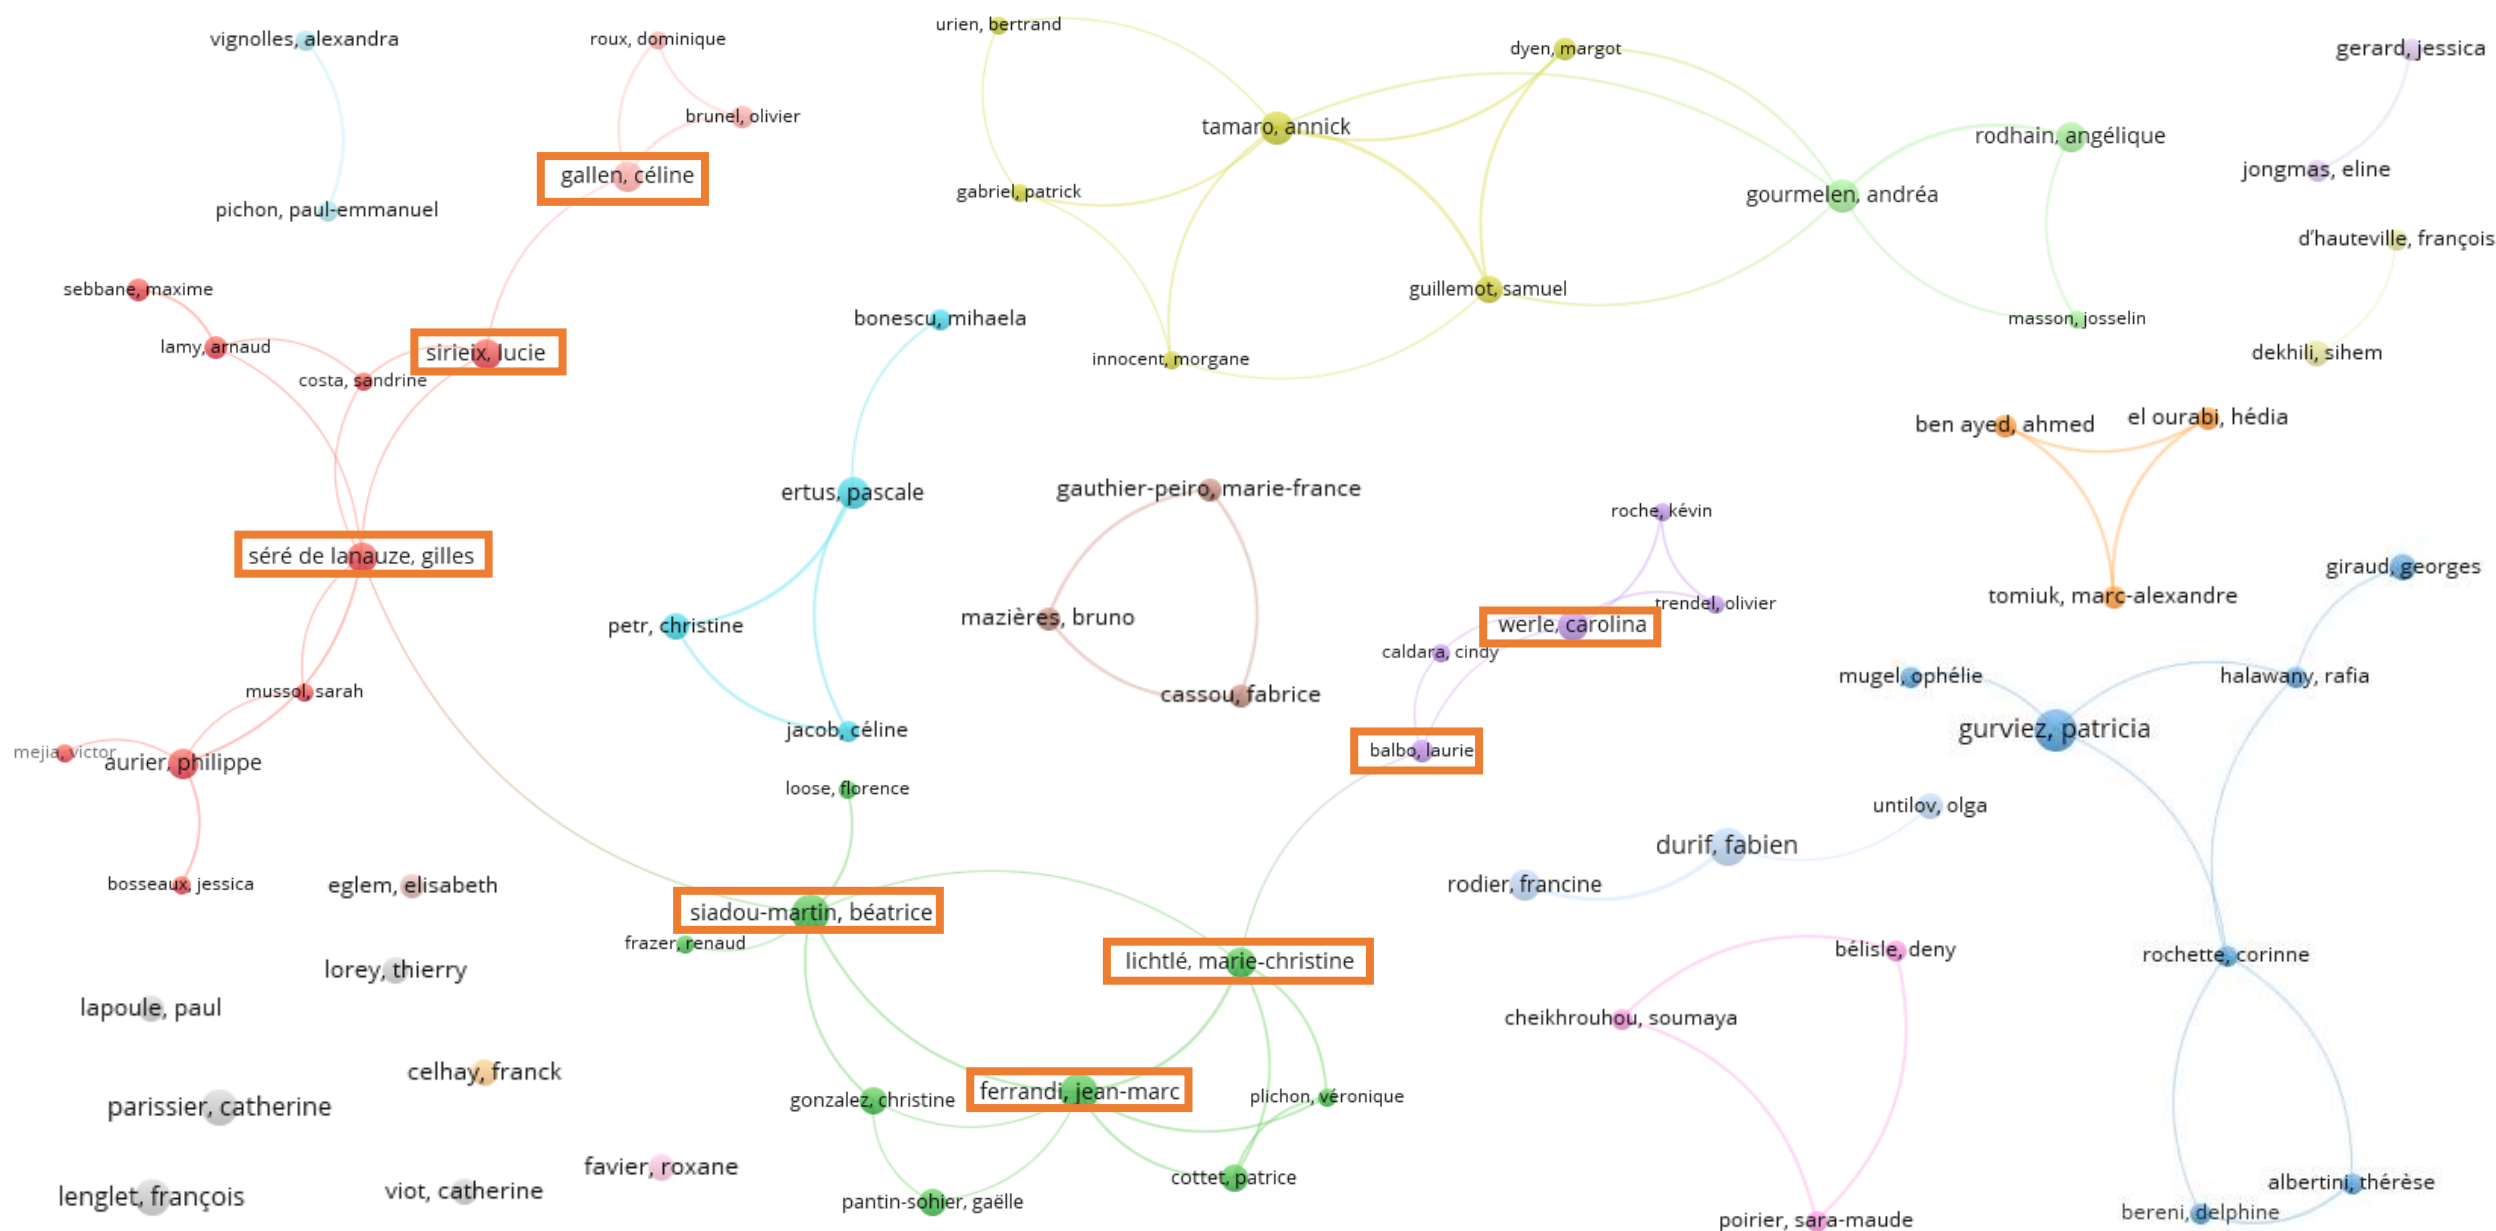 urien, bertrand
vignolles, alexandra
roux, dominique
dyen, margot
gerard, jessica
brunel, olivier
tamaro, annick
rodhain, angélique
jongmas, eline
gallen, céline
gabriel, patrick
gourmelen, andréa
pichon, paul-emmanuel
d'hauteville, françois
sebbane, maxime
guillemot, samuel
bonescu, mihaela
masson, josselin
lamy, arnaud
sirieix, lucie
innocent, morgane
dekhili, sihem
costa, sandrine
ben ayed, ahmed
el ourabi, hédia
ertus, pascale
gauthier-peiro, marie-france
roche, kévin
séré de lanauze, gilles
giraud, georges
tomiuk, marc-alexandre
trendel, olivier
petr, christine
mazières, bruno
werle, carolina
caldara, cindy
mugel, ophélie
halawany, rafia
mussol, sarah
cassou, fabrice
jacob, céline
gurviez, patricia
mejia, victor
aurier, philippe
balbo, laurie
loose, florence
untilov, olga
durif, fabien
bosseaux, jessica
eglem, elisabeth
rodier, francine
siadou-martin, béatrice
frazer, renaud
bélisle, deny
rochette, corinne
lorey, thierry
lichtlé, marie-christine
lapoule, paul
cheikhrouhou, soumaya
celhay, franck
ferrandi, jean-marc
gonzalez, christine
plichon, véronique
parissier, catherine
favier, roxane
cottet, patrice
albertini, thérèse
lenglet, françois
viot, catherine
pantin-sohier, gaëlle
bereni, delphine
poirier, sara-maude